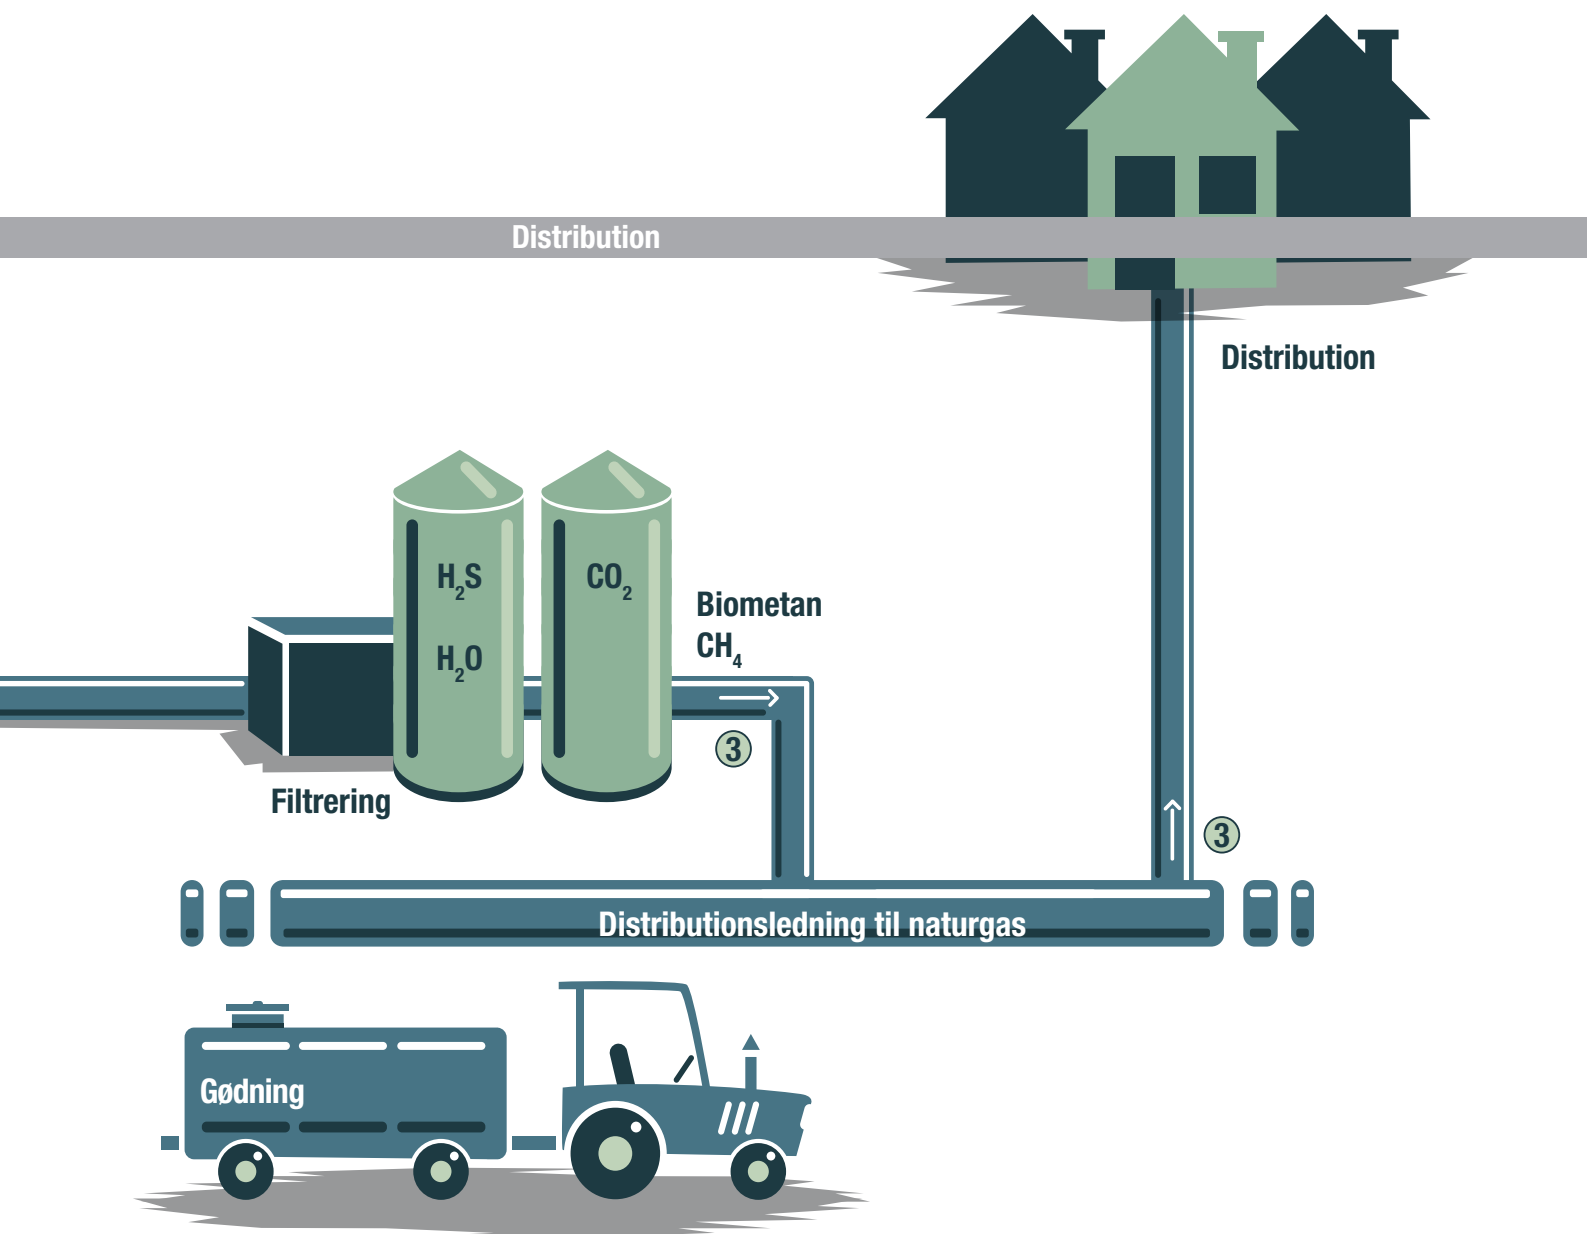 Distribution
Distribution
H₂S
H₂O
CO₂
Biometan
CH₄
3
Filtrering
3
Distributionsledning til naturgas
Gødning